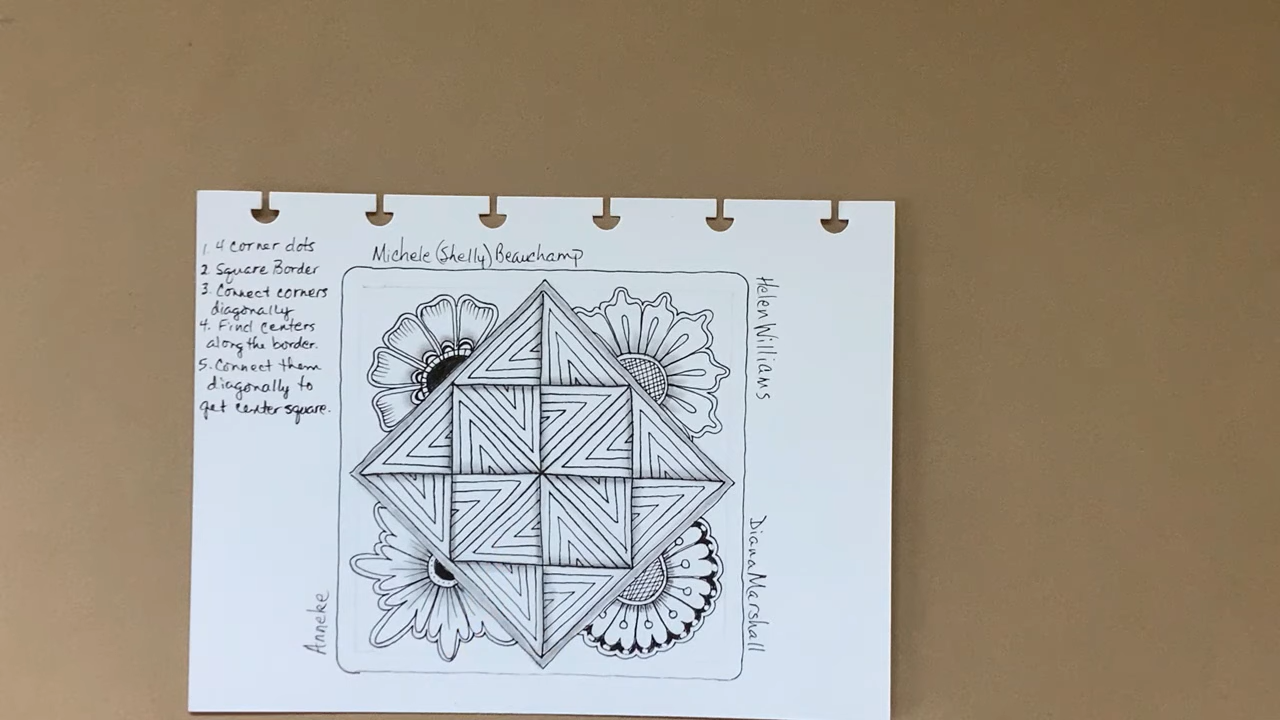 1. 4 corner dots
2 Square Border
3. Connect corners
diagonally
4. Find centers
along the border.
5. Connect them
diagonally to
get center square.
Michele (Shelly) Beauchamp
Helen Williams
Diana Marshall
Anneke